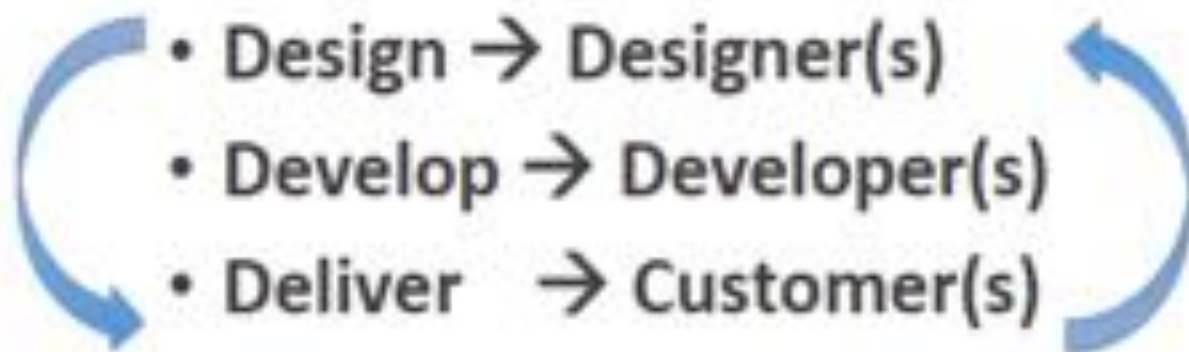 • Design → Designer(s)
• Develop → Developer(s)
• Deliver → Customer(s)